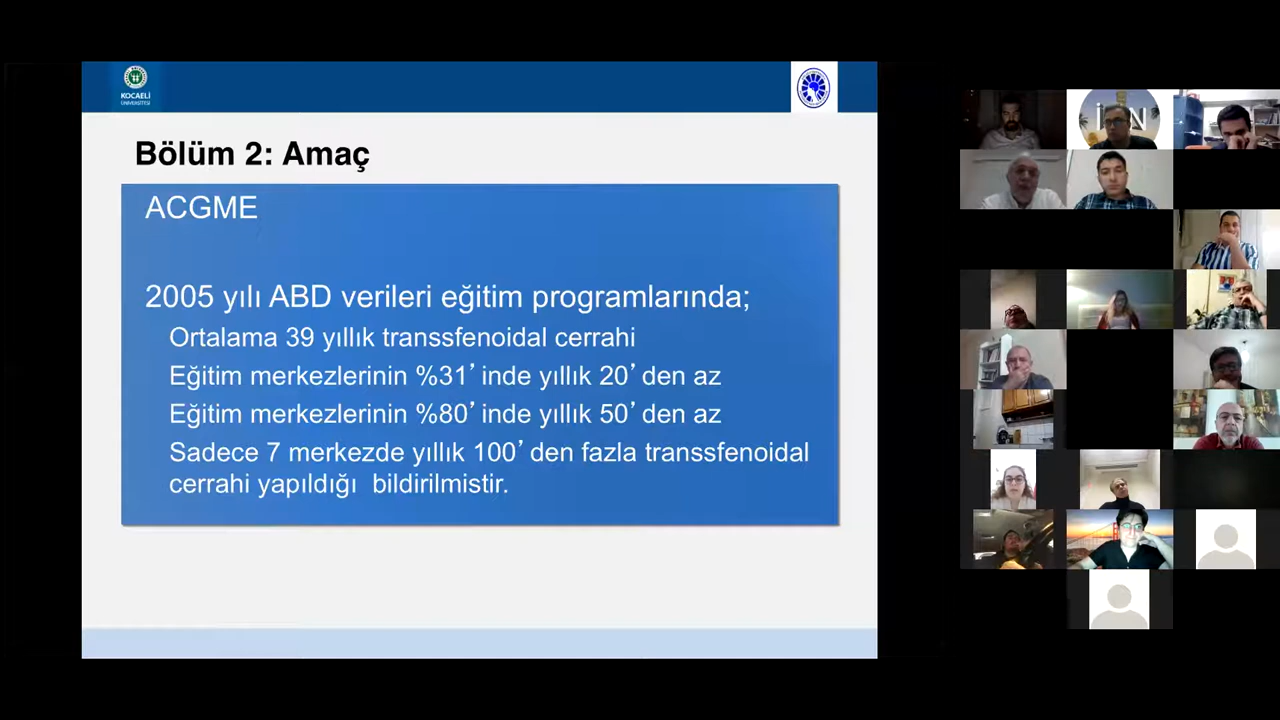 KOCAELİ
ÜNİVERSİTESİ
Bölüm 2: Amaç
ACGME
2005 yılı ABD verileri eğitim programlarında;
Ortalama 39 yıllık transsfenoidal cerrahi
Eğitim merkezlerinin %31’inde yıllık 20’den az
Eğitim merkezlerinin %80’inde yıllık 50’den az
Sadece 7 merkezde yıllık 100’den fazla transsfenoidal
cerrahi yapıldığı bildirilmistir.